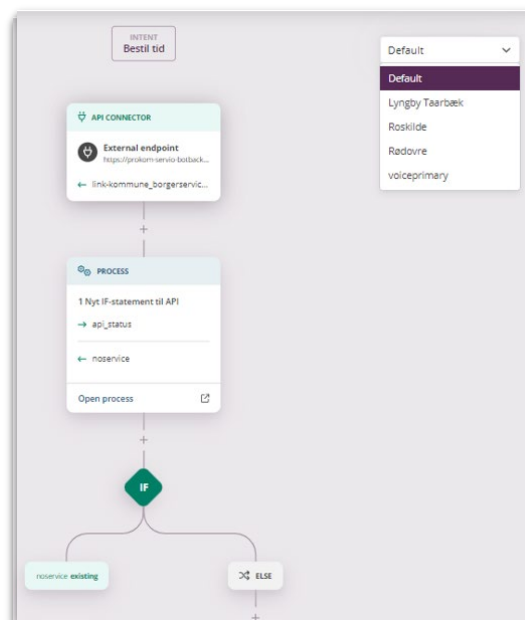 INTENT
Bestil tid
Default
Default
Lyngby Taarbæk
Roskilde
Rødovre
voiceprimary
API CONNECTOR
External endpoint
https://prokom-servio-botback...
← link-kommune_borgerservic...
+
PROCESS
1 Nyt IF-statement til API
→ api_status
← noservice
Open process
+
IF
noservice existing
ELSE
+